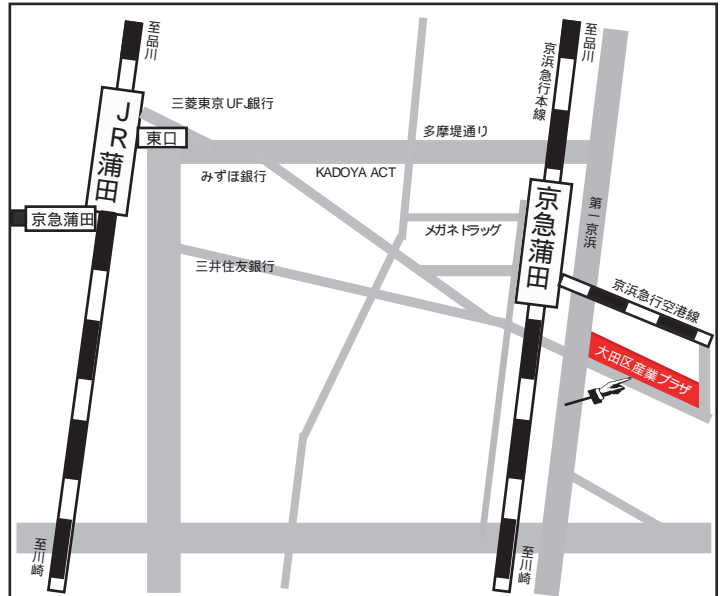 至品川
三菱東京UFJ銀行
JR蒲田
東口
みずほ銀行
京急蒲田
三井住友銀行
KADOYA ACT
多摩堤通り
メガネドラッグ
至品川
京浜急行本線
京急蒲田
第一京浜
京浜急行空港線
大田区産業プラザ
至川崎
至川崎